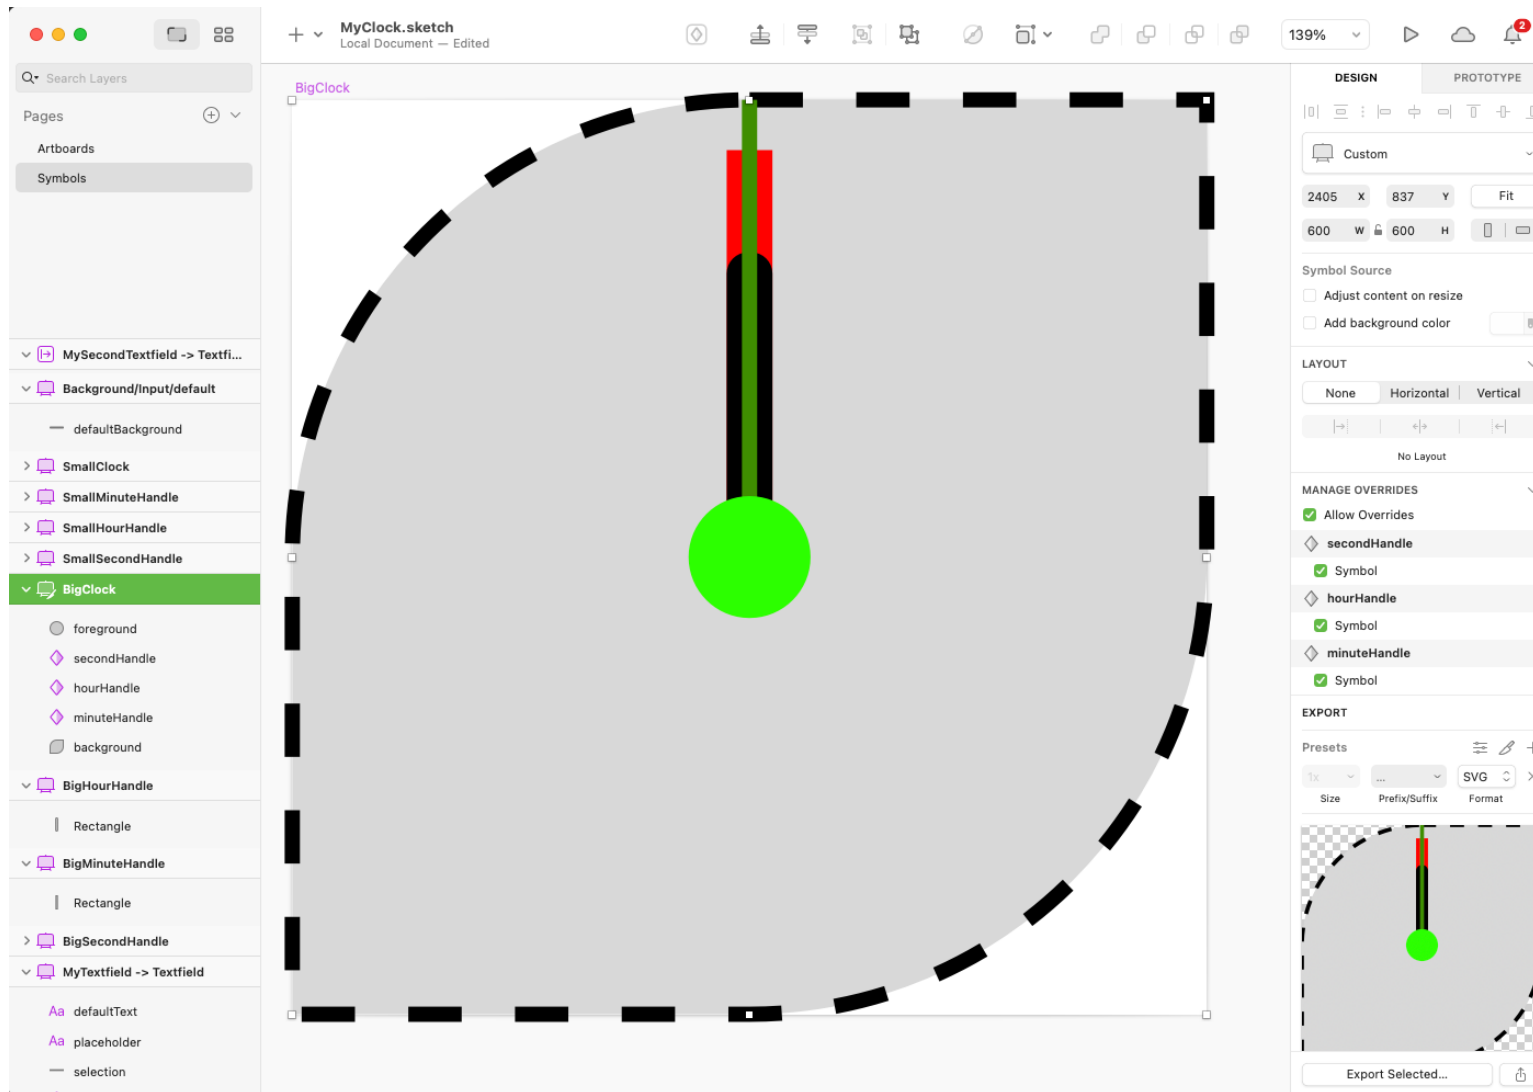 MyClock.sketch
Local Document — Edited
139%
2
Search Layers
Pages
Artboards
Symbols
MySecondTextfield -> Textfi...
Background/Input/default
defaultBackground
SmallClock
SmallMinuteHandle
SmallHourHandle
SmallSecondHandle
BigClock
foreground
secondHandle
hourHandle
minuteHandle
background
BigHourHandle
Rectangle
BigMinuteHandle
Rectangle
BigSecondHandle
MyTextfield -> Textfield
Aa defaultText
Aa placeholder
selection
BigClock
DESIGN PROTOTYPE
Custom
2405 X 837 Y Fit
600 W 600 H
Symbol Source
Adjust content on resize
Add background color
LAYOUT
None Horizontal Vertical
No Layout
MANAGE OVERRIDES
Allow Overrides
secondHandle
Symbol
hourHandle
Symbol
minuteHandle
Symbol
EXPORT
Presets
1x ... SVG
Size Prefix/Suffix Format
Export Selected...